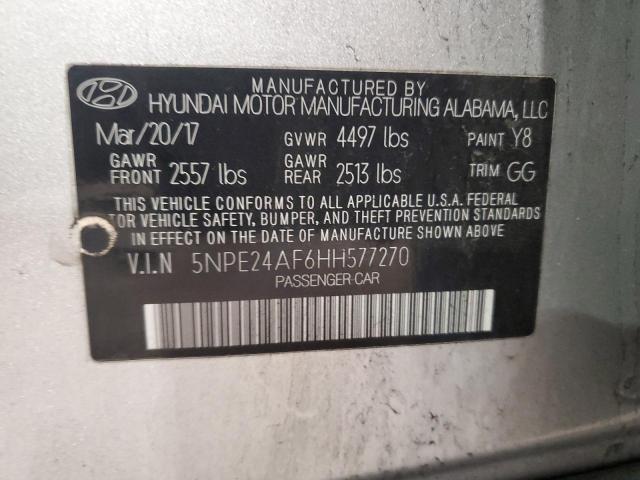 MANUFACTURED BY
HYUNDAI MOTOR MANUFACTURING ALABAMA, LLC
Mar/20/17 GVWR 4497 lbs PAINT Y8
GAWR FRONT 2557 lbs GAWR REAR 2513 lbs TRIM GG
THIS VEHICLE CONFORMS TO ALL APPLICABLE U.S.A. FEDERAL
MOTOR VEHICLE SAFETY, BUMPER, AND THEFT PREVENTION STANDARDS
IN EFFECT ON THE DATE OF MANUFACTURE SHOWN ABOVE.
V.I.N 5NPE24AF6HH577270
PASSENGER-CAR